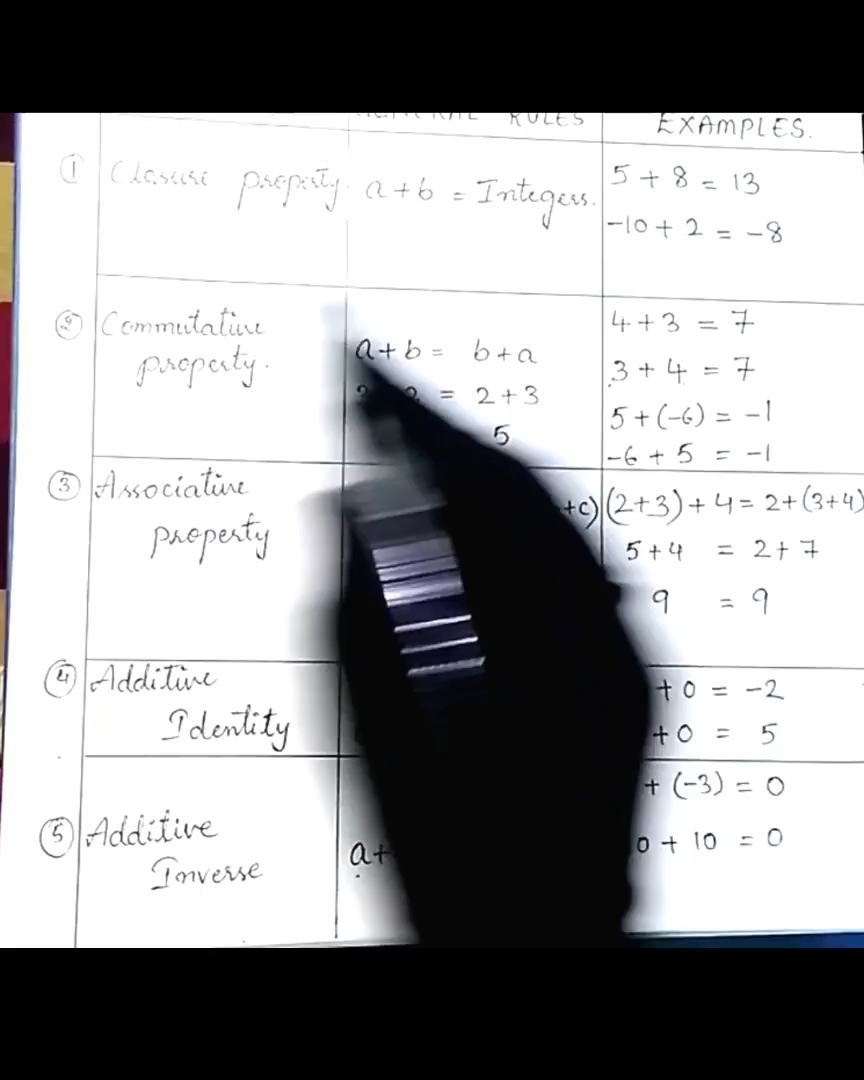 RULES EXAMPLES.
① Closure property. a+b = Integers. 5 + 8 = 13
-10 + 2 = -8
② Commutative property. a+b = b+a 4 + 3 = 7
= 2+3 3 + 4 = 7
5 5 + (-6) = -1
-6 + 5 = -1
③ Associative property +c) (2+3) + 4 = 2+(3+4)
5+4 = 2+7
9 = 9
④ Additive Identity +0 = -2
+0 = 5
⑤ Additive Inverse a+ + (-3) = 0
0 + 10 = 0